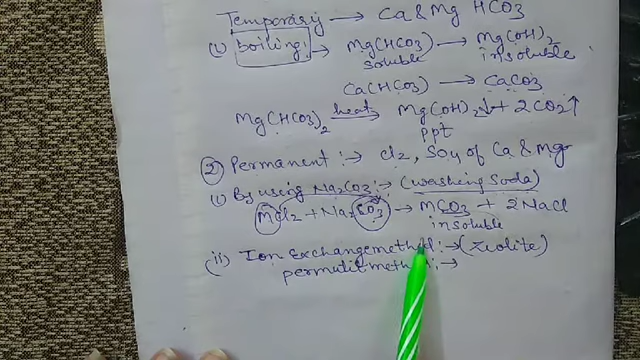 Temporary → Ca & Mg HCO3
(i) boiling → Mg(HCO3) → Mg(OH)2
soluble insoluble
Ca(HCO3) → CaCO3
Mg(HCO3)2 heat→ Mg(OH)2↓ + 2CO2↑
ppt
(2) Permanent :→ Cl2, SO4 of Ca & Mg
(i) By using Na2CO3 :→ (washing soda)
MCl2 + Na2CO3 → MCO3 + 2NaCl
insoluble
(ii) Ion exchange method :→ (Zeolite)
permutit method :→